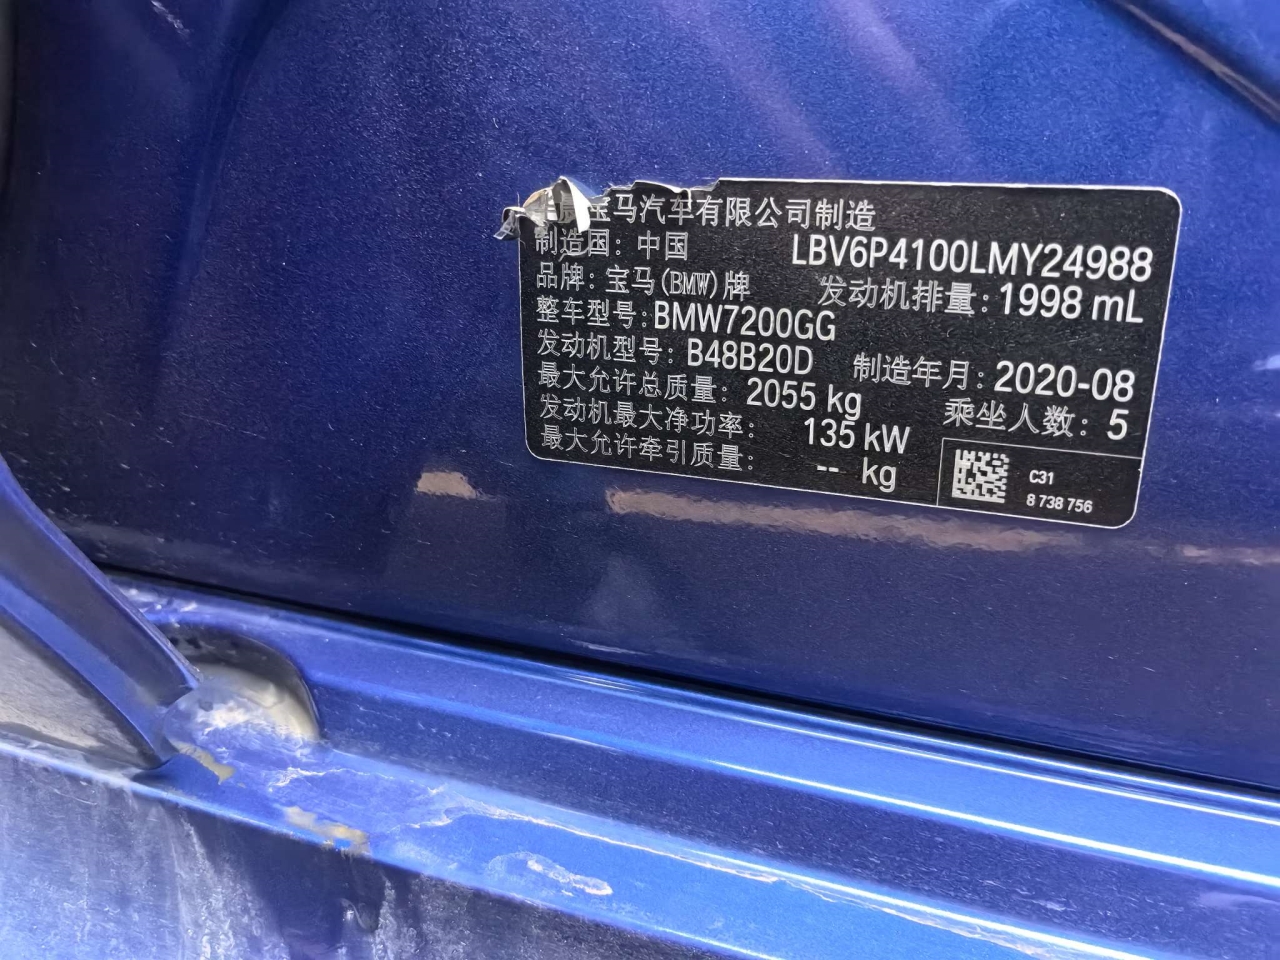 宝马汽车有限公司制造
制造国：中国 LBV6P4100LMY24988
品牌：宝马(BMW)牌 发动机排量：1998 mL
整车型号：BMW7200GG
发动机型号：B48B20D 制造年月：2020-08
最大允许总质量：2055 kg 乘坐人数：5
发动机最大净功率：135 kW
最大允许牵引质量：-- kg
C31
8 738 756